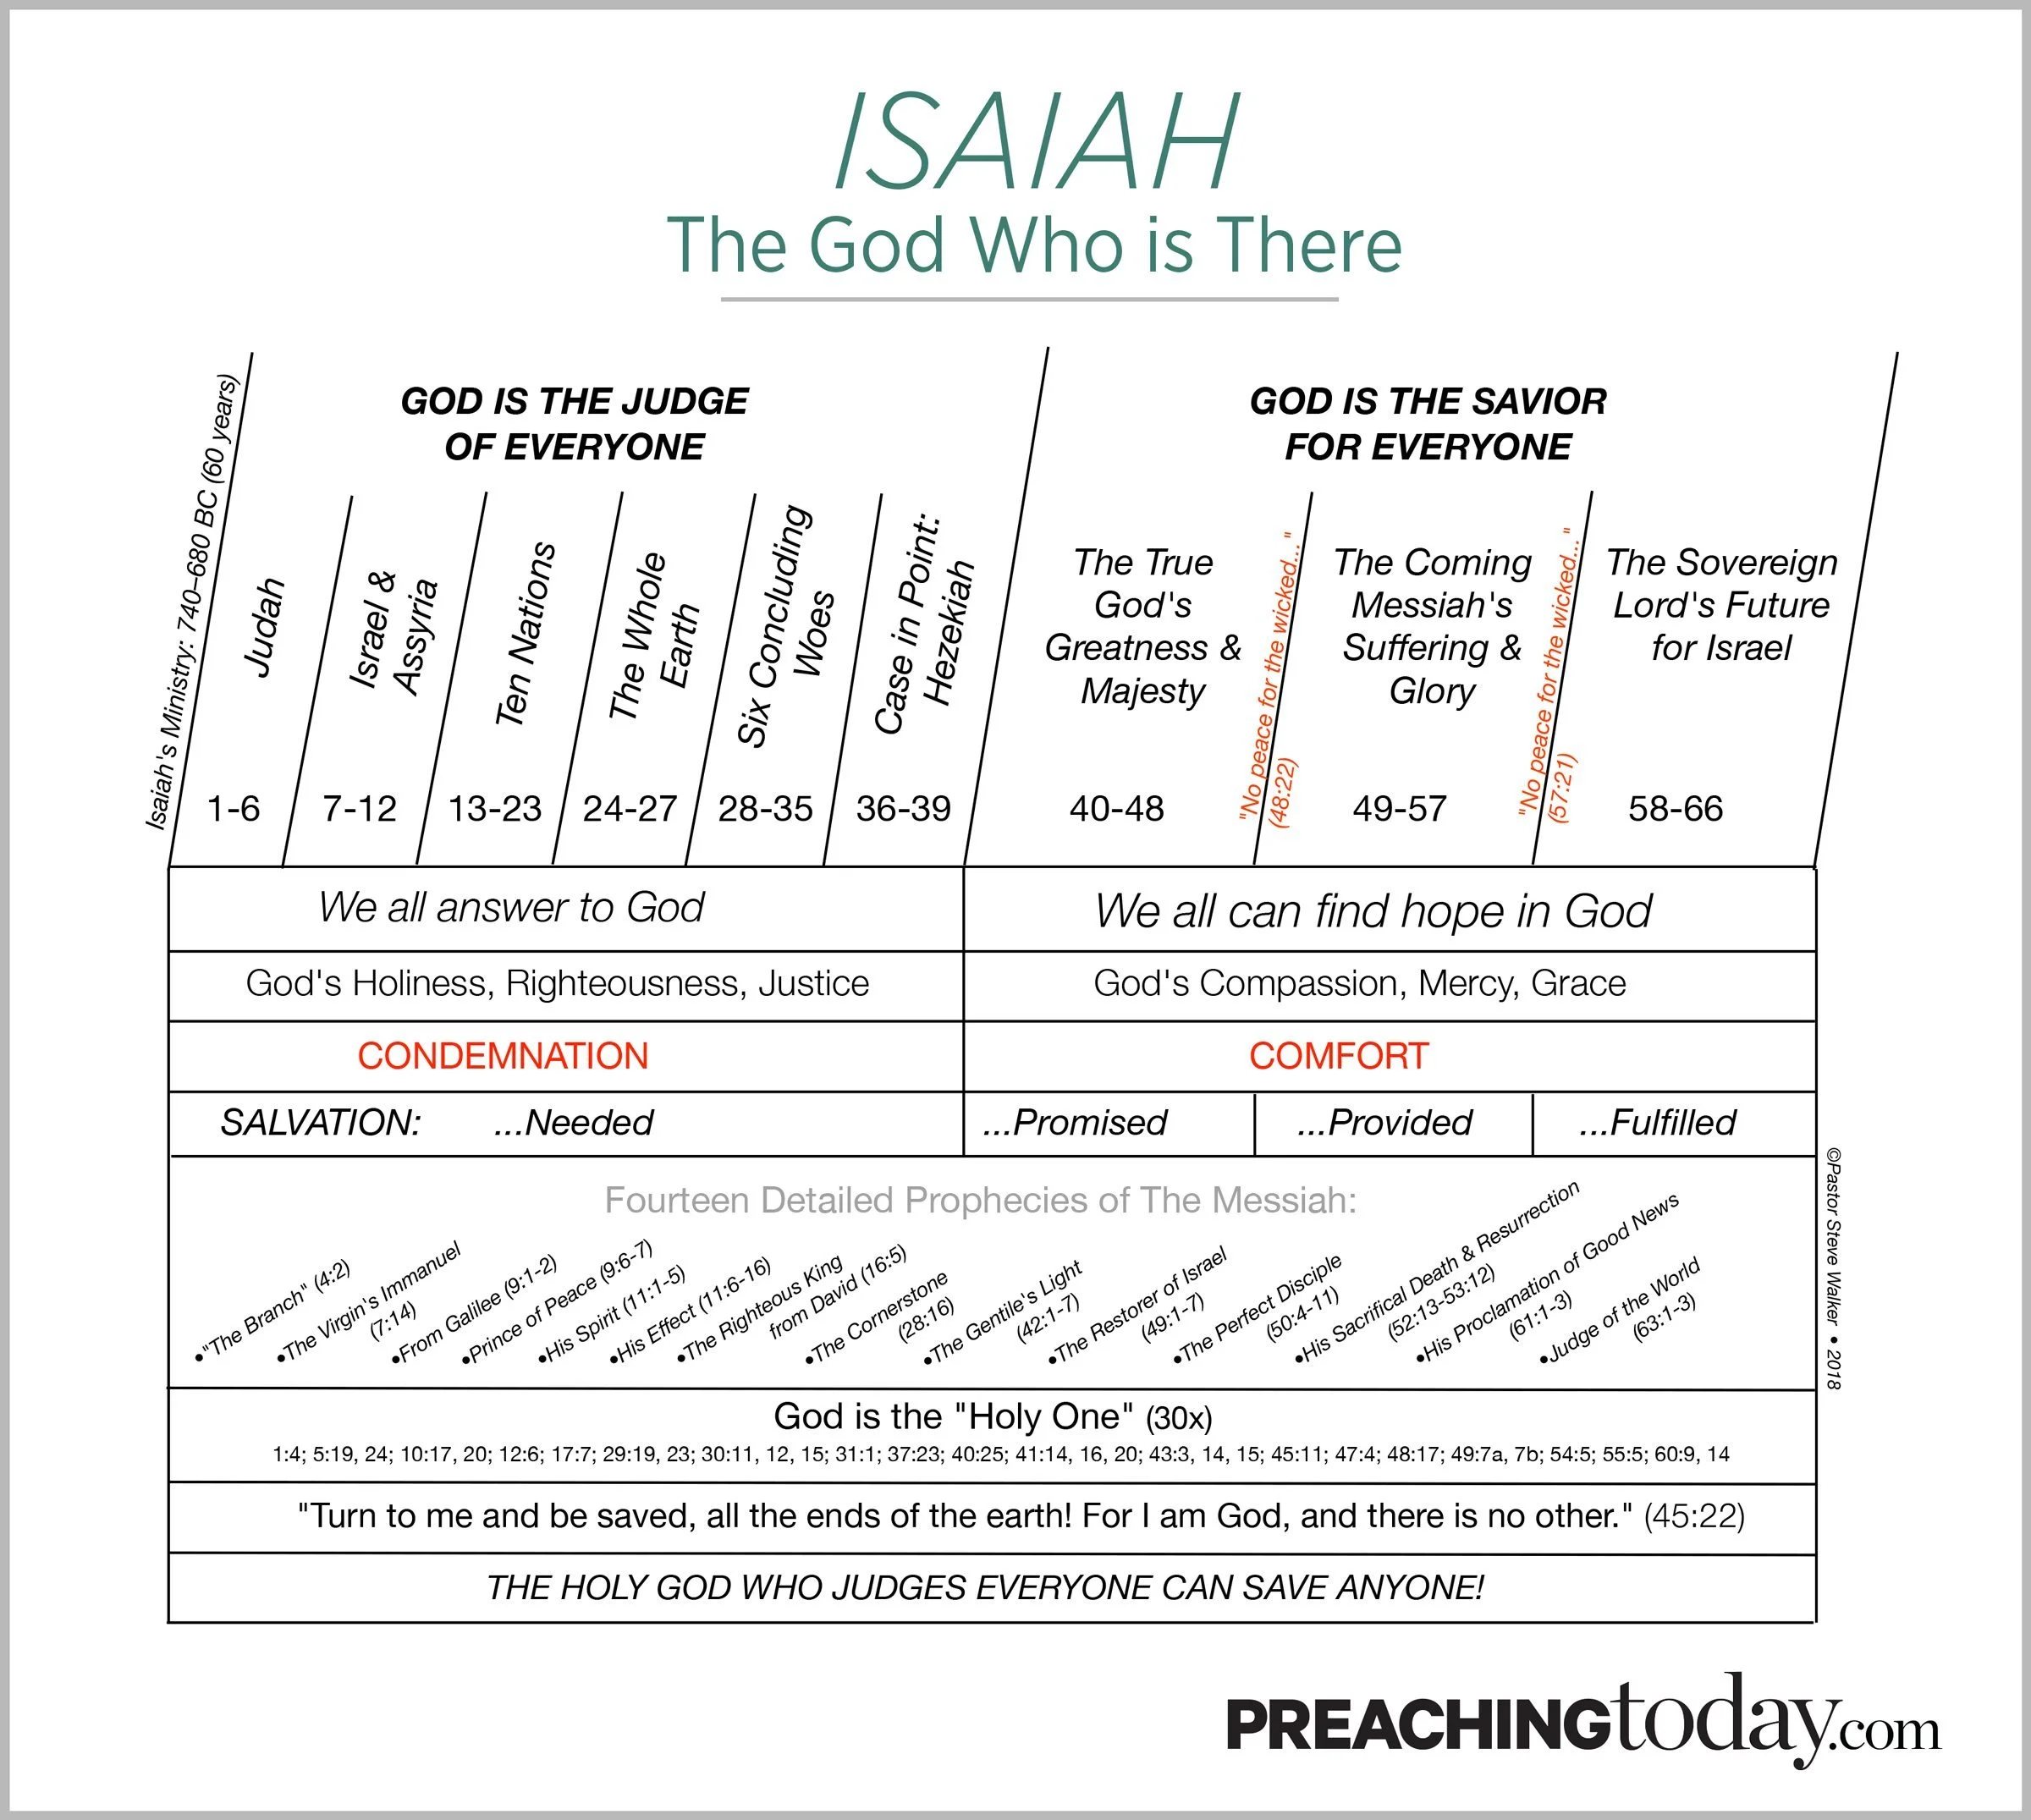 ISAIAH
The God Who is There
Isaiah's Ministry: 740–680 BC (60 years)
GOD IS THE JUDGE
OF EVERYONE
Judah
1-6
Israel &
Assyria
7-12
Ten Nations
13-23
The Whole
Earth
24-27
Six Concluding
Woes
28-35
Case in Point:
Hezekiah
36-39
GOD IS THE SAVIOR
FOR EVERYONE
The True
God's
Greatness &
Majesty
40-48
"No peace for the wicked..."
(48:22)
The Coming
Messiah's
Suffering &
Glory
49-57
"No peace for the wicked..."
(57:21)
The Sovereign
Lord's Future
for Israel
58-66
We all answer to God
We all can find hope in God
God's Holiness, Righteousness, Justice
God's Compassion, Mercy, Grace
CONDEMNATION
COMFORT
SALVATION: ...Needed
...Promised
...Provided
...Fulfilled
Fourteen Detailed Prophecies of The Messiah:
•"The Branch" (4:2)
•The Virgin's Immanuel
(7:14)
•From Galilee (9:1-2)
•Prince of Peace (9:6-7)
•His Spirit (11:1-5)
•His Effect (11:6-16)
•The Righteous King
from David (16:5)
•The Cornerstone
(28:16)
•The Gentile's Light
(42:1-7)
•The Restorer of Israel
(49:1-7)
•The Perfect Disciple
(50:4-11)
•His Sacrifical Death & Resurrection
(52:13-53:12)
•His Proclamation of Good News
(61:1-3)
•Judge of the World
(63:1-3)
©Pastor Steve Walker • 2018
God is the "Holy One" (30x)
1:4; 5:19, 24; 10:17, 20; 12:6; 17:7; 29:19, 23; 30:11, 12, 15; 31:1; 37:23; 40:25; 41:14, 16, 20; 43:3, 14, 15; 45:11; 47:4; 48:17; 49:7a, 7b; 54:5; 55:5; 60:9, 14
"Turn to me and be saved, all the ends of the earth! For I am God, and there is no other." (45:22)
THE HOLY GOD WHO JUDGES EVERYONE CAN SAVE ANYONE!
PREACHINGtoday.com